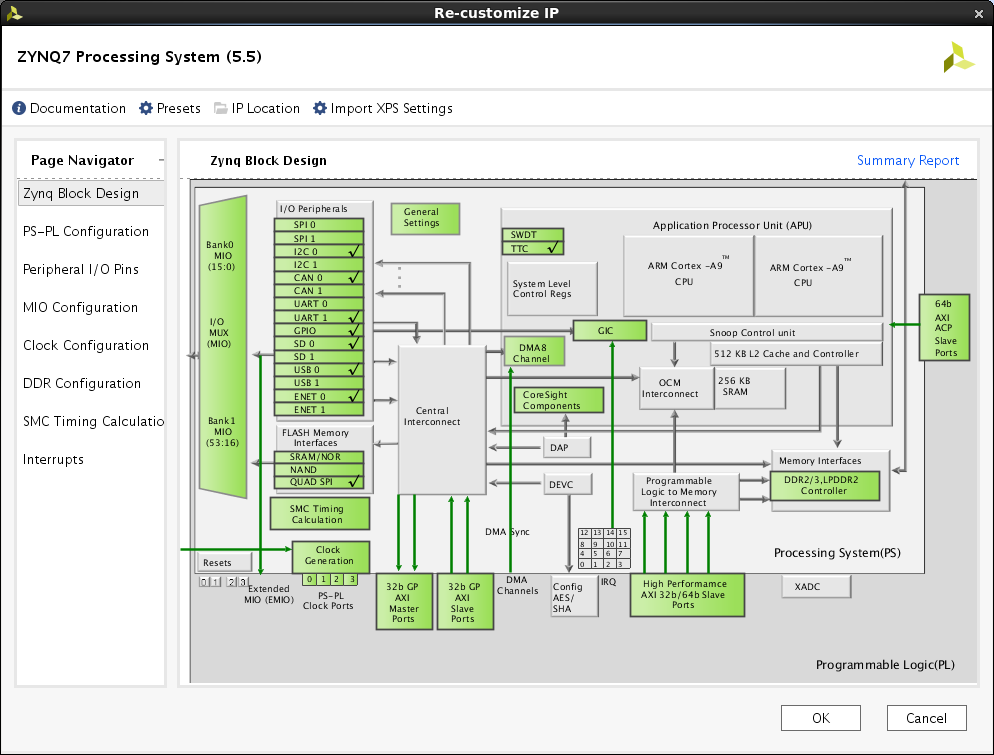 Re-customize IP
ZYNQ7 Processing System (5.5)
Documentation
Presets
IP Location
Import XPS Settings
Page Navigator
Zynq Block Design
PS-PL Configuration
Peripheral I/O Pins
MIO Configuration
Clock Configuration
DDR Configuration
SMC Timing Calculatio
Interrupts
Zynq Block Design
Summary Report
Bank0
MIO
(15:0)
I/O
MUX
(MIO)
Bank1
MIO
(53:16)
I/O Peripherals
SPI 0
SPI 1
I2C 0
I2C 1
CAN 0
CAN 1
UART 0
UART 1
GPIO
SD 0
SD 1
USB 0
USB 1
ENET 0
ENET 1
FLASH Memory
Interfaces
SRAM/NOR
NAND
QUAD SPI
SMC Timing
Calculation
General
Settings
Application Processor Unit (APU)
SWDT
TTC
System Level
Control Regs
ARM Cortex -A9™
CPU
ARM Cortex -A9™
CPU
GIC
Snoop Control unit
DMA8
Channel
512 KB L2 Cache and Controller
CoreSight
Components
OCM
Interconnect
256 KB
SRAM
64b
AXI
ACP
Slave
Ports
Central
Interconnect
DAP
DEVC
Programmable
Logic to Memory
Interconnect
Memory Interfaces
DDR2/3,LPDDR2
Controller
DMA Sync
12 13 14 15
8 9 10 11
4 5 6 7
0 1 2 3
Processing System(PS)
Resets
0 1 2 3
Clock
Generation
0 1 2 3
Extended
MIO (EMIO)
PS-PL
Clock Ports
32b GP
AXI
Master
Ports
32b GP
AXI
Slave
Ports
DMA
Channels
Config
AES/
SHA
IRQ
High Performamce
AXI 32b/64b Slave
Ports
XADC
Programmable Logic(PL)
OK
Cancel